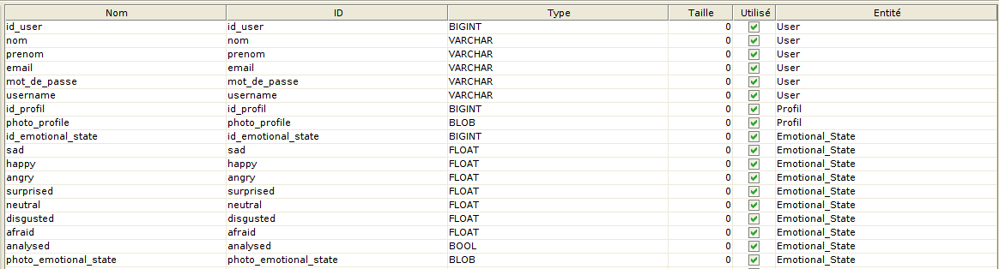 Nom ID Type Taille Utilisé Entité
id_user id_user BIGINT 0 User
nom nom VARCHAR 0 User
prenom prenom VARCHAR 0 User
email email VARCHAR 0 User
mot_de_passe mot_de_passe VARCHAR 0 User
username username VARCHAR 0 User
id_profil id_profil BIGINT 0 Profil
photo_profile photo_profile BLOB 0 Profil
id_emotional_state id_emotional_state BIGINT 0 Emotional_State
sad sad FLOAT 0 Emotional_State
happy happy FLOAT 0 Emotional_State
angry angry FLOAT 0 Emotional_State
surprised surprised FLOAT 0 Emotional_State
neutral neutral FLOAT 0 Emotional_State
disgusted disgusted FLOAT 0 Emotional_State
afraid afraid FLOAT 0 Emotional_State
analysed analysed BOOL 0 Emotional_State
photo_emotional_state photo_emotional_state BLOB 0 Emotional_State